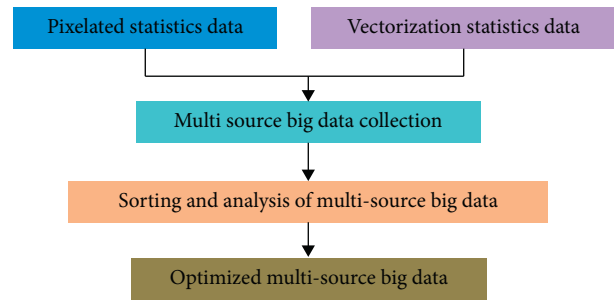 Pixelated statistics data
Vectorization statistics data
Multi source big data collection
Sorting and analysis of multi-source big data
Optimized multi-source big data